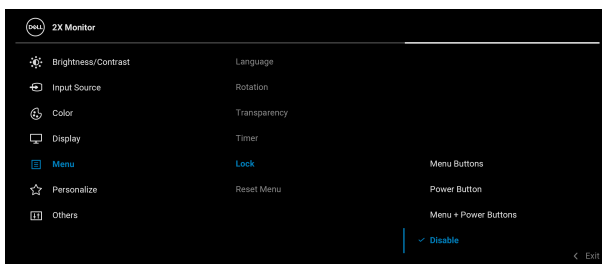 DELL 2X Monitor
Brightness/Contrast Language
Input Source Rotation
Color Transparency
Display Timer
Menu Lock Menu Buttons
Personalize Reset Menu Power Button
Others Menu + Power Buttons
Disable
Exit